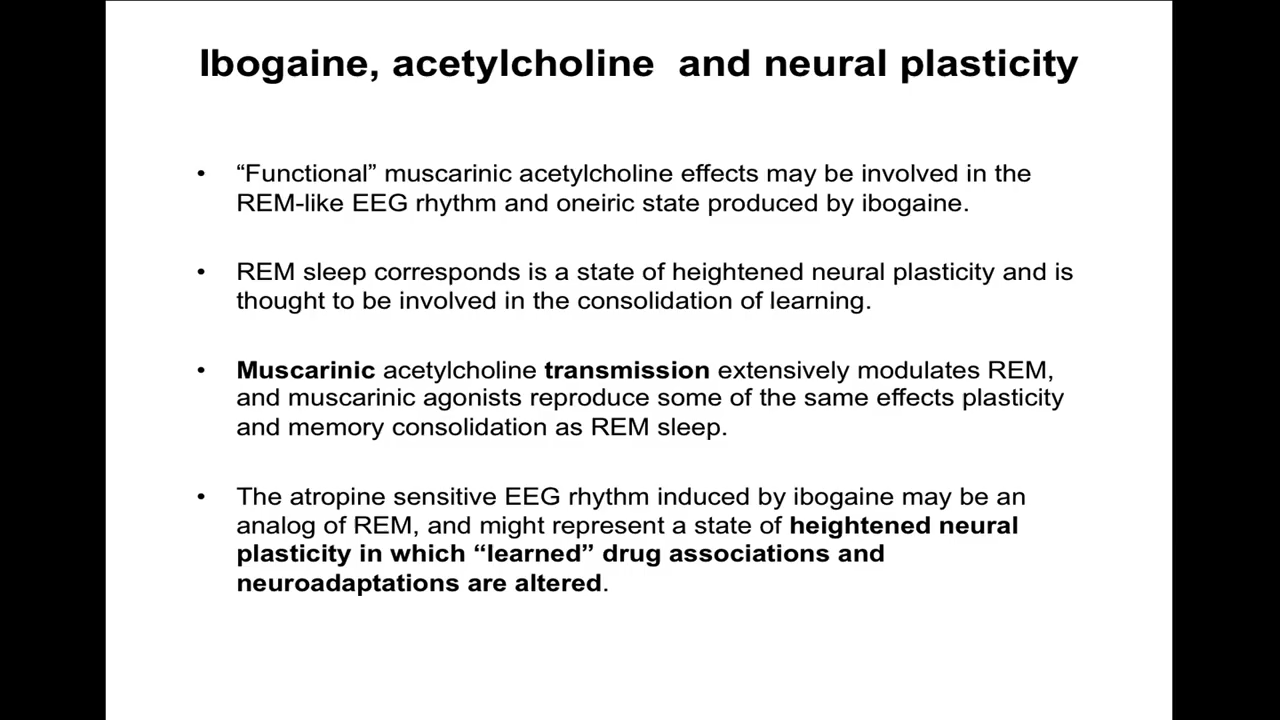 Ibogaine, acetylcholine and neural plasticity
• “Functional” muscarinic acetylcholine effects may be involved in the
REM-like EEG rhythm and oneiric state produced by ibogaine.
• REM sleep corresponds is a state of heightened neural plasticity and is
thought to be involved in the consolidation of learning.
• Muscarinic acetylcholine transmission extensively modulates REM,
and muscarinic agonists reproduce some of the same effects plasticity
and memory consolidation as REM sleep.
• The atropine sensitive EEG rhythm induced by ibogaine may be an
analog of REM, and might represent a state of heightened neural
plasticity in which “learned” drug associations and
neuroadaptations are altered.